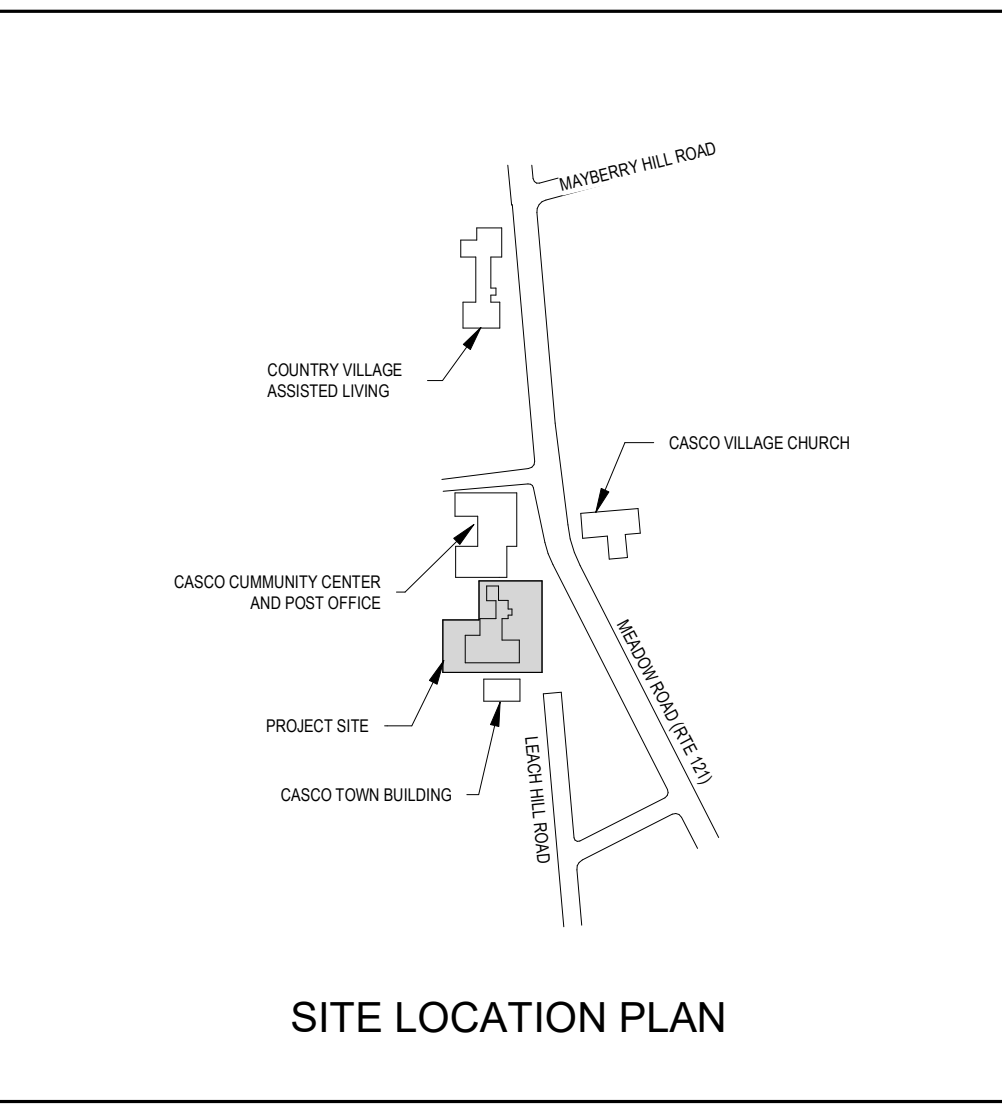 MAYBERRY HILL ROAD
COUNTRY VILLAGE
ASSISTED LIVING
CASCO VILLAGE CHURCH
CASCO CUMMUNITY CENTER
AND POST OFFICE
MEADOW ROAD (RTE 121)
PROJECT SITE
LEACH HILL ROAD
CASCO TOWN BUILDING
SITE LOCATION PLAN